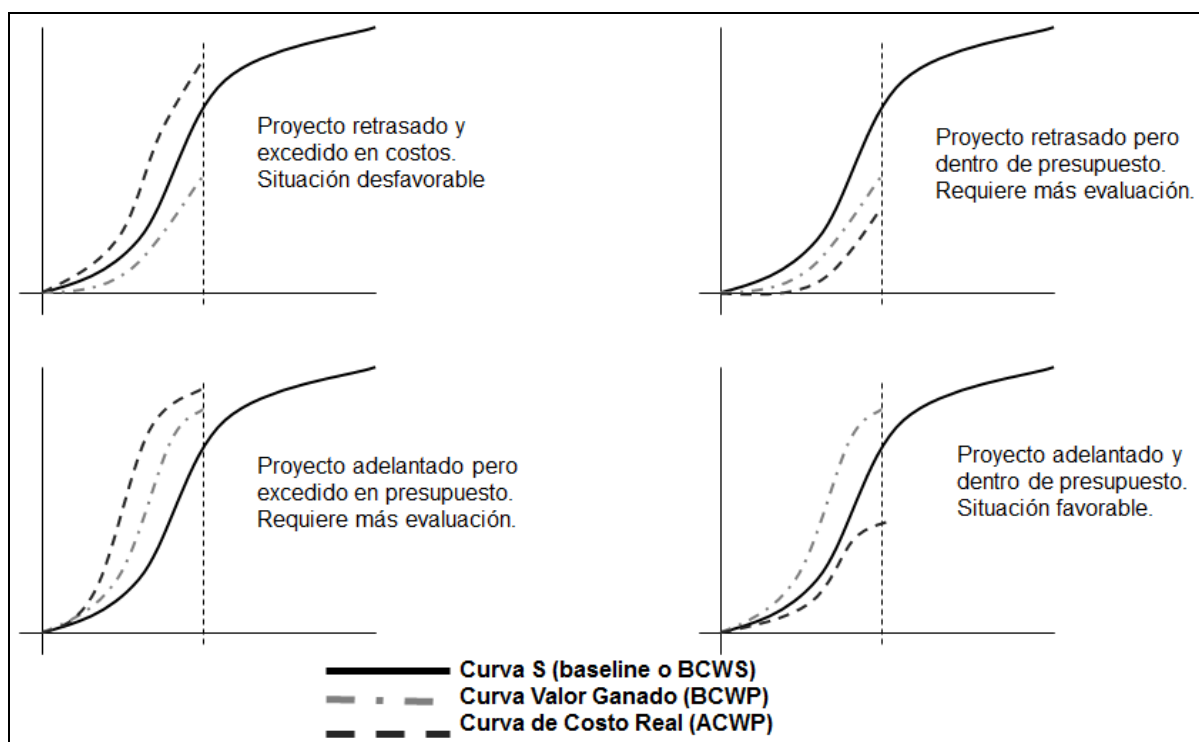 Proyecto retrasado y
excedido en costos.
Situación desfavorable
Proyecto retrasado pero
dentro de presupuesto.
Requiere más evaluación.
Proyecto adelantado pero
excedido en presupuesto.
Requiere más evaluación.
Proyecto adelantado y
dentro de presupuesto.
Situación favorable.
Curva S (baseline o BCWS)
Curva Valor Ganado (BCWP)
Curva de Costo Real (ACWP)